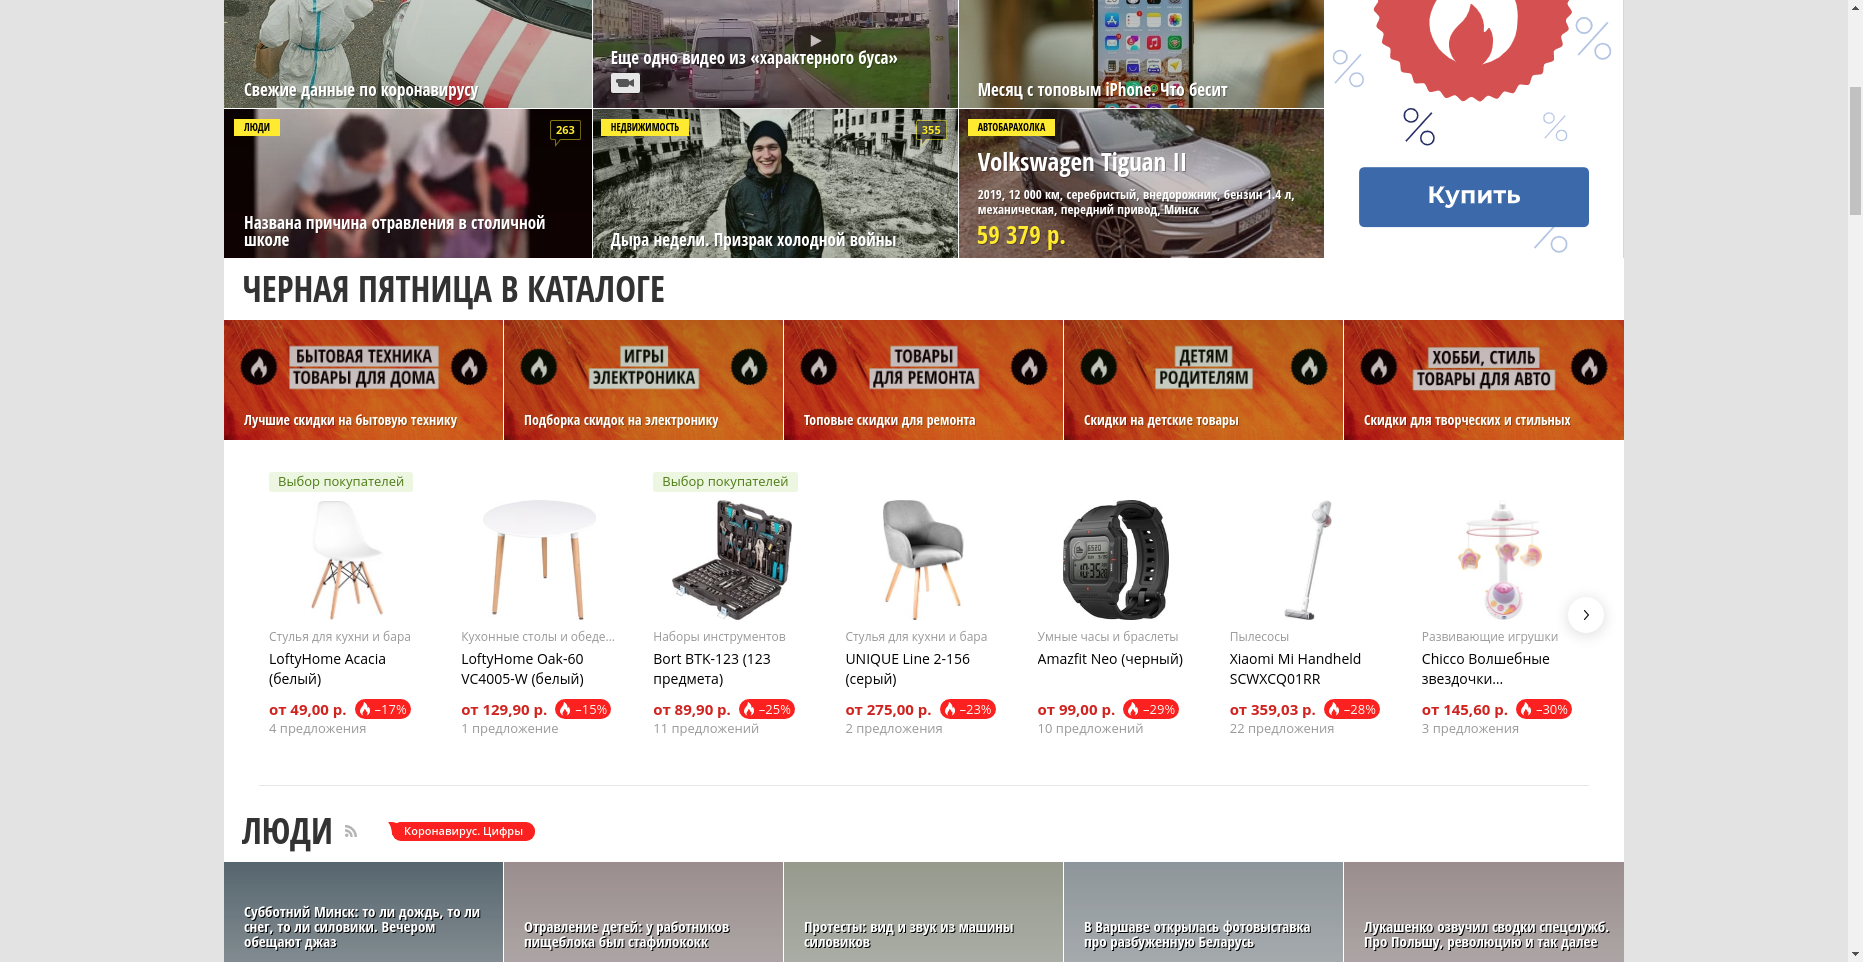 Свежие данные по коронавирусу
Еще одно видео из «характерного буса»
Месяц с топовым iPhone. Что бесит
ЛЮДИ
263
Названа причина отравления в столичной
школе
НЕДВИЖИМОСТЬ
355
Дыра недели. Призрак холодной войны
АВТОБАРАХОЛКА
Volkswagen Tiguan II
2019, 12 000 км, серебристый, внедорожник, бензин 1.4 л,
механическая, передний привод, Минск
59 379 р.
Купить
ЧЕРНАЯ ПЯТНИЦА В КАТАЛОГЕ
БЫТОВАЯ ТЕХНИКА
ТОВАРЫ ДЛЯ ДОМА
Лучшие скидки на бытовую технику
ИГРЫ
ЭЛЕКТРОНИКА
Подборка скидок на электронику
ТОВАРЫ
ДЛЯ РЕМОНТА
Топовые скидки для ремонта
ДЕТЯМ
РОДИТЕЛЯМ
Скидки на детские товары
ХОББИ, СТИЛЬ
ТОВАРЫ ДЛЯ АВТО
Скидки для творческих и стильных
Выбор покупателей
Стулья для кухни и бара
LoftyHome Acacia
(белый)
от 49,00 р. –17%
4 предложения
Кухонные столы и обеде...
LoftyHome Oak-60
VC4005-W (белый)
от 129,90 р. –15%
1 предложение
Выбор покупателей
Наборы инструментов
Bort BTK-123 (123
предмета)
от 89,90 р. –25%
11 предложений
Стулья для кухни и бара
UNIQUE Line 2-156
(серый)
от 275,00 р. –23%
2 предложения
6520
10:35
Умные часы и браслеты
Amazfit Neo (черный)
от 99,00 р. –29%
10 предложений
Пылесосы
Xiaomi Mi Handheld
SCWXCQ01RR
от 359,03 р. –28%
22 предложения
Развивающие игрушки
Chicco Волшебные
звездочки...
от 145,60 р. –30%
3 предложения
ЛЮДИ
Коронавирус. Цифры
Субботний Минск: то ли дождь, то ли
снег, то ли силовики. Вечером
обещают джаз
Отравление детей: у работников
пищеблока был стафилококк
Протесты: вид и звук из машины
силовиков
В Варшаве открылась фотовыставка
про разбуженную Беларусь
Лукашенко озвучил сводки спецслужб.
Про Польшу, революцию и так далее